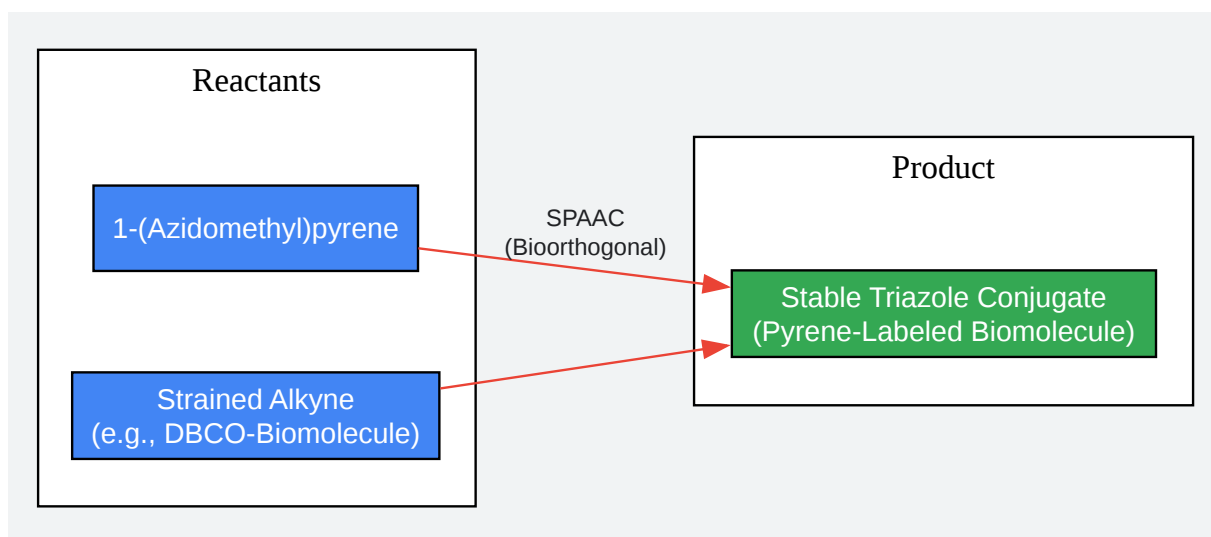 Reactants
1-(Azidomethyl)pyrene
Strained Alkyne
(e.g., DBCO-Biomolecule)
SPAAC
(Bioorthogonal)
Product
Stable Triazole Conjugate
(Pyrene-Labeled Biomolecule)